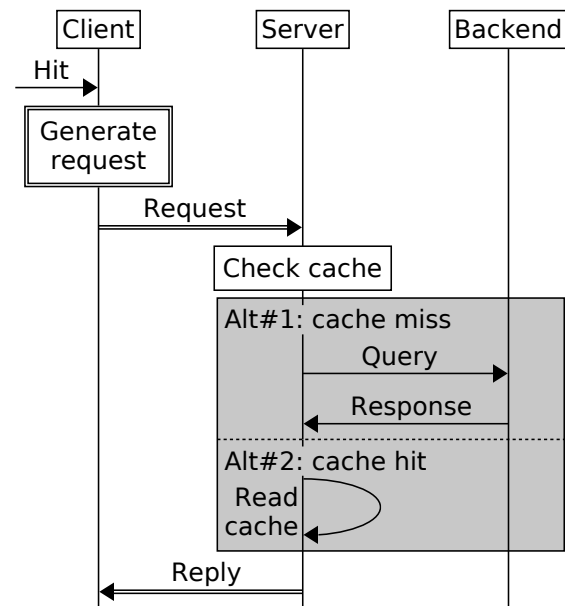 Client Server Backend
Hit
Generate
request
Request
Check cache
Alt#1: cache miss
Query
Response
Alt#2: cache hit
Read
cache
Reply